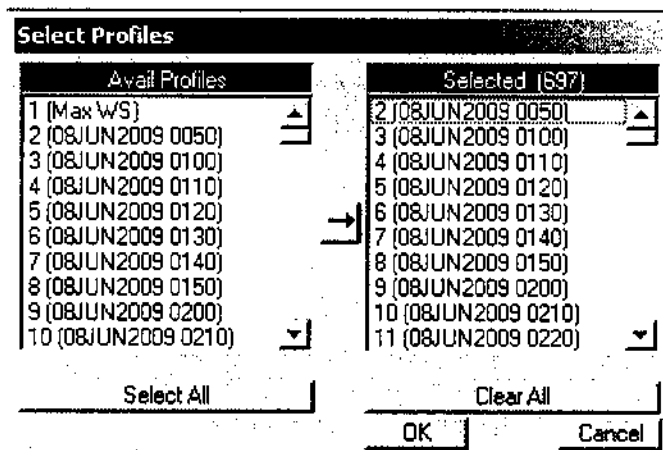 Select Profiles
Avail Profiles
1 (Max WS)
2 (08JUN2009 0050)
3 (08JUN2009 0100)
4 (08JUN2009 0110)
5 (08JUN2009 0120)
6 (08JUN2009 0130)
7 (08JUN2009 0140)
8 (08JUN2009 0150)
9 (08JUN2009 0200)
10 (08JUN2009 0210)
Select All
Selected (697)
2 (08JUN2009 0050)
3 (08JUN2009 0100)
4 (08JUN2009 0110)
5 (08JUN2009 0120)
6 (08JUN2009 0130)
7 (08JUN2009 0140)
8 (08JUN2009 0150)
9 (08JUN2009 0200)
10 (08JUN2009 0210)
11 (08JUN2009 0220)
Clear All
OK
Cancel